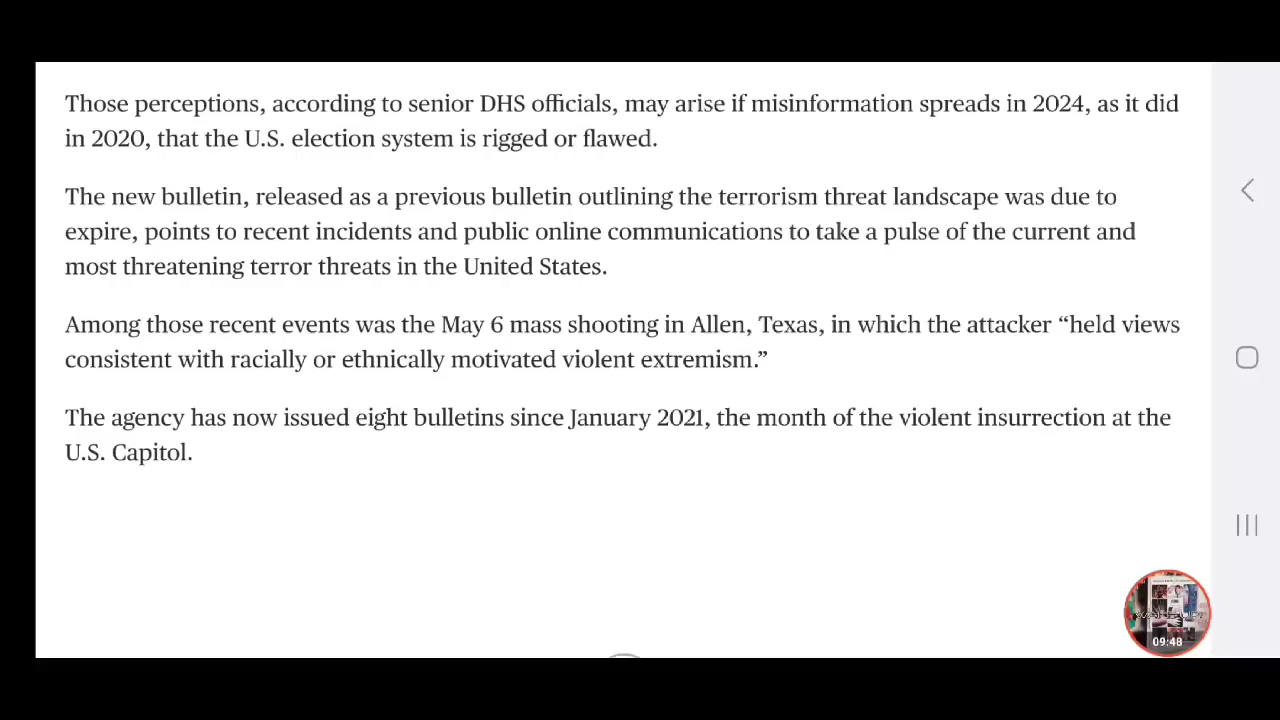 Those perceptions, according to senior DHS officials, may arise if misinformation spreads in 2024, as it did
in 2020, that the U.S. election system is rigged or flawed.
The new bulletin, released as a previous bulletin outlining the terrorism threat landscape was due to
expire, points to recent incidents and public online communications to take a pulse of the current and
most threatening terror threats in the United States.
Among those recent events was the May 6 mass shooting in Allen, Texas, in which the attacker “held views
consistent with racially or ethnically motivated violent extremism.”
The agency has now issued eight bulletins since January 2021, the month of the violent insurrection at the
U.S. Capitol.
09:48